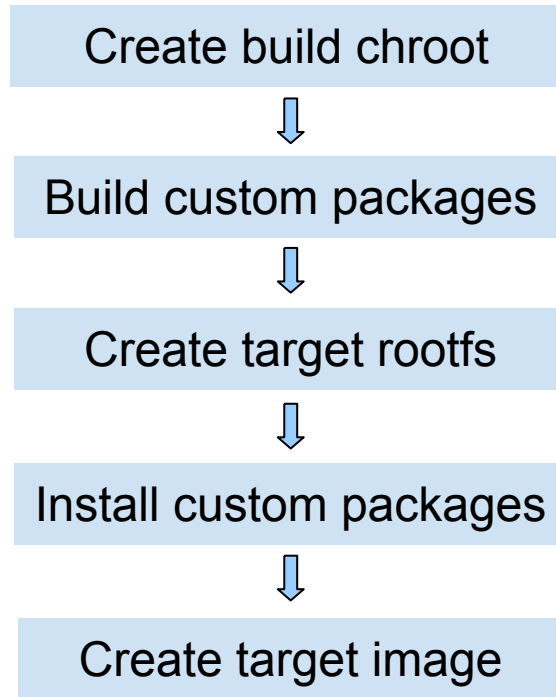 Create build chroot
Build custom packages
Create target rootfs
Install custom packages
Create target image